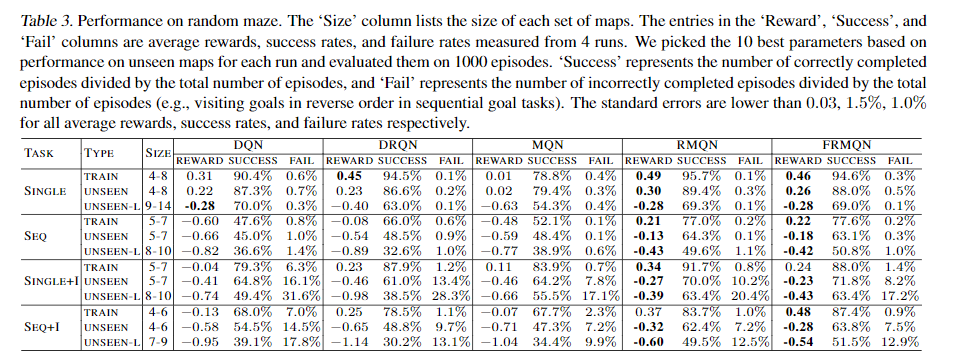 Table 3. Performance on random maze. The ‘Size’ column lists the size of each set of maps. The entries in the ‘Reward’, ‘Success’, and
‘Fail’ columns are average rewards, success rates, and failure rates measured from 4 runs. We picked the 10 best parameters based on
performance on unseen maps for each run and evaluated them on 1000 episodes. ‘Success’ represents the number of correctly completed
episodes divided by the total number of episodes, and ‘Fail’ represents the number of incorrectly completed episodes divided by the total
number of episodes (e.g., visiting goals in reverse order in sequential goal tasks). The standard errors are lower than 0.03, 1.5%, 1.0%
for all average rewards, success rates, and failure rates respectively.
TASK TYPE SIZE DQN DRQN MQN RMQN FRMQN
REWARD SUCCESS FAIL REWARD SUCCESS FAIL REWARD SUCCESS FAIL REWARD SUCCESS FAIL REWARD SUCCESS FAIL
SINGLE TRAIN 4-8 0.31 90.4% 0.6% 0.45 94.5% 0.1% 0.01 78.8% 0.4% 0.49 95.7% 0.1% 0.46 94.6% 0.3%
UNSEEN 4-8 0.22 87.3% 0.7% 0.23 86.6% 0.2% 0.02 79.4% 0.3% 0.30 89.4% 0.3% 0.26 88.0% 0.5%
UNSEEN-L 9-14 −0.28 70.0% 0.3% −0.40 63.0% 0.1% −0.63 54.3% 0.4% −0.28 69.3% 0.1% −0.28 69.0% 0.1%
SEQ TRAIN 5-7 −0.60 47.6% 0.8% −0.08 66.0% 0.6% −0.48 52.1% 0.1% 0.21 77.0% 0.2% 0.22 77.6% 0.2%
UNSEEN 5-7 −0.66 45.0% 1.0% −0.54 48.5% 0.9% −0.59 48.4% 0.1% −0.13 64.3% 0.1% −0.18 63.1% 0.3%
UNSEEN-L 8-10 −0.82 36.6% 1.4% −0.89 32.6% 1.0% −0.77 38.9% 0.6% −0.43 49.6% 1.1% −0.42 50.8% 1.0%
SINGLE+I TRAIN 5-7 −0.04 79.3% 6.3% 0.23 87.9% 1.2% 0.11 83.9% 0.7% 0.34 91.7% 0.8% 0.24 88.0% 1.4%
UNSEEN 5-7 −0.41 64.8% 16.1% −0.46 61.0% 13.4% −0.46 64.2% 7.8% −0.27 70.0% 10.2% −0.23 71.8% 8.2%
UNSEEN-L 8-10 −0.74 49.4% 31.6% −0.98 38.5% 28.3% −0.66 55.5% 17.1% −0.39 63.4% 20.4% −0.43 63.4% 17.2%
SEQ+I TRAIN 4-6 −0.13 68.0% 7.0% 0.25 78.5% 1.1% −0.07 67.7% 2.3% 0.37 83.7% 1.0% 0.48 87.4% 0.9%
UNSEEN 4-6 −0.58 54.5% 14.5% −0.65 48.8% 9.7% −0.71 47.3% 7.2% −0.32 62.4% 7.2% −0.28 63.8% 7.5%
UNSEEN-L 7-9 −0.95 39.1% 17.8% −1.14 30.2% 13.1% −1.04 34.4% 9.9% −0.60 49.5% 12.5% −0.54 51.5% 12.9%